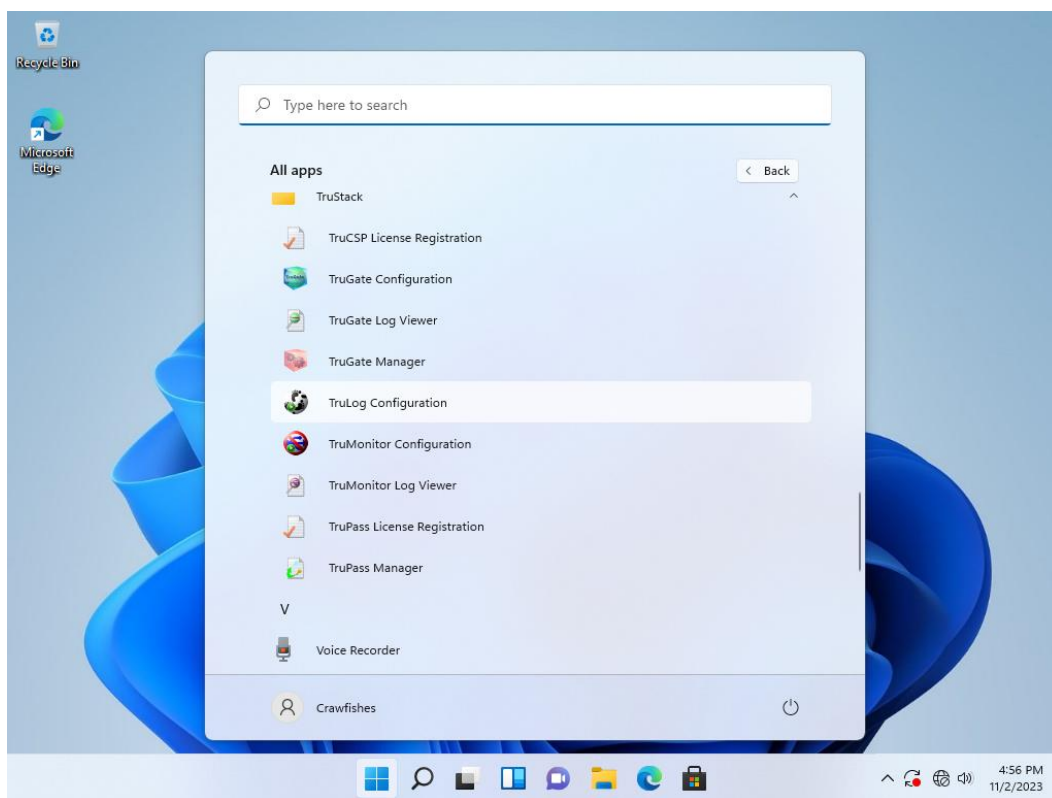 Recycle Bin
Microsoft
Edge
Type here to search
All apps
Back
TruStack
TruCSP License Registration
TruGate Configuration
TruGate Log Viewer
TruGate Manager
TruLog Configuration
TruMonitor Configuration
TruMonitor Log Viewer
TruPass License Registration
TruPass Manager
V
Voice Recorder
Crawfishes
4:56 PM
11/2/2023